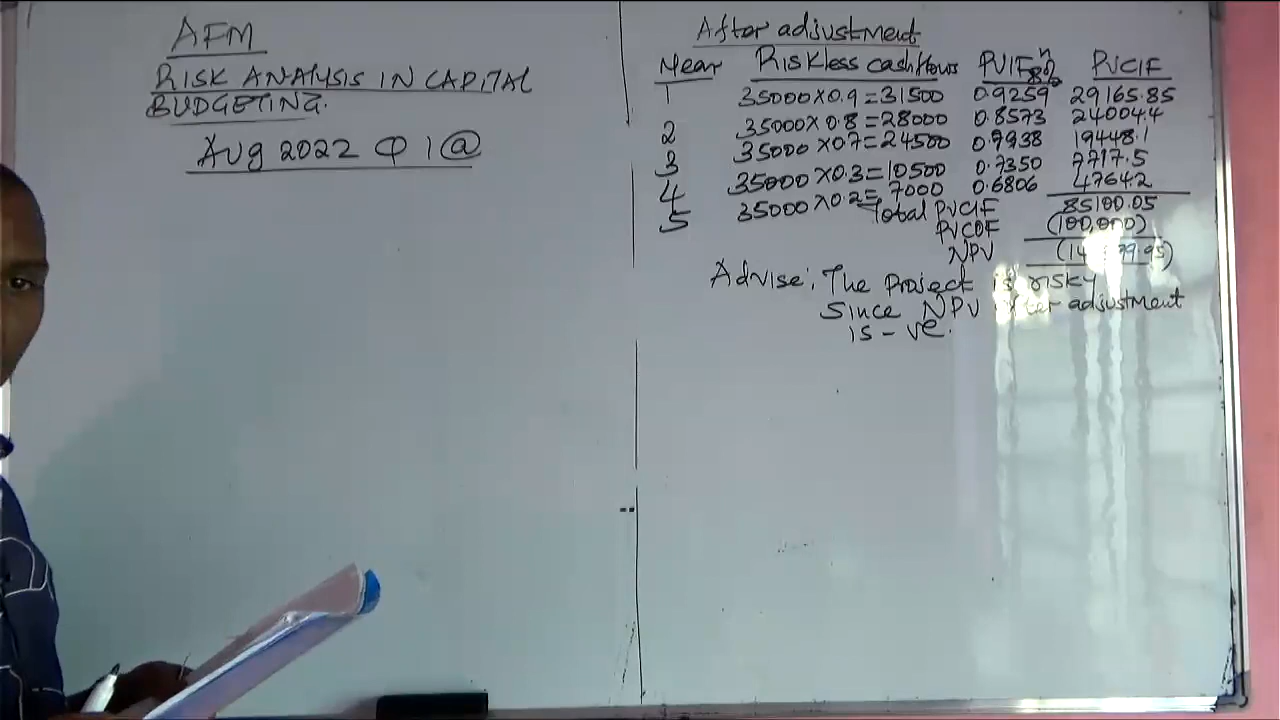 AFM
RISK ANALYSIS IN CAPITAL
BUDGETING.
Aug 2022 Q1@
After adjustment
Year Riskless cashflows PVIF n 8% PVCIF
1 35000×0.9=31500 0.9259 29165.85
2 35000×0.8=28000 0.8573 24004.4
3 35000×0.7=24500 0.7938 19448.1
4 35000×0.3=10500 0.7350 7717.5
5 35000×0.2=7000 0.6806 4764.2
Total PVCIF 85100.05
PVCOF (100,000)
NPV
Advise: The project is risky
Since NPV after adjustment
is -ve.